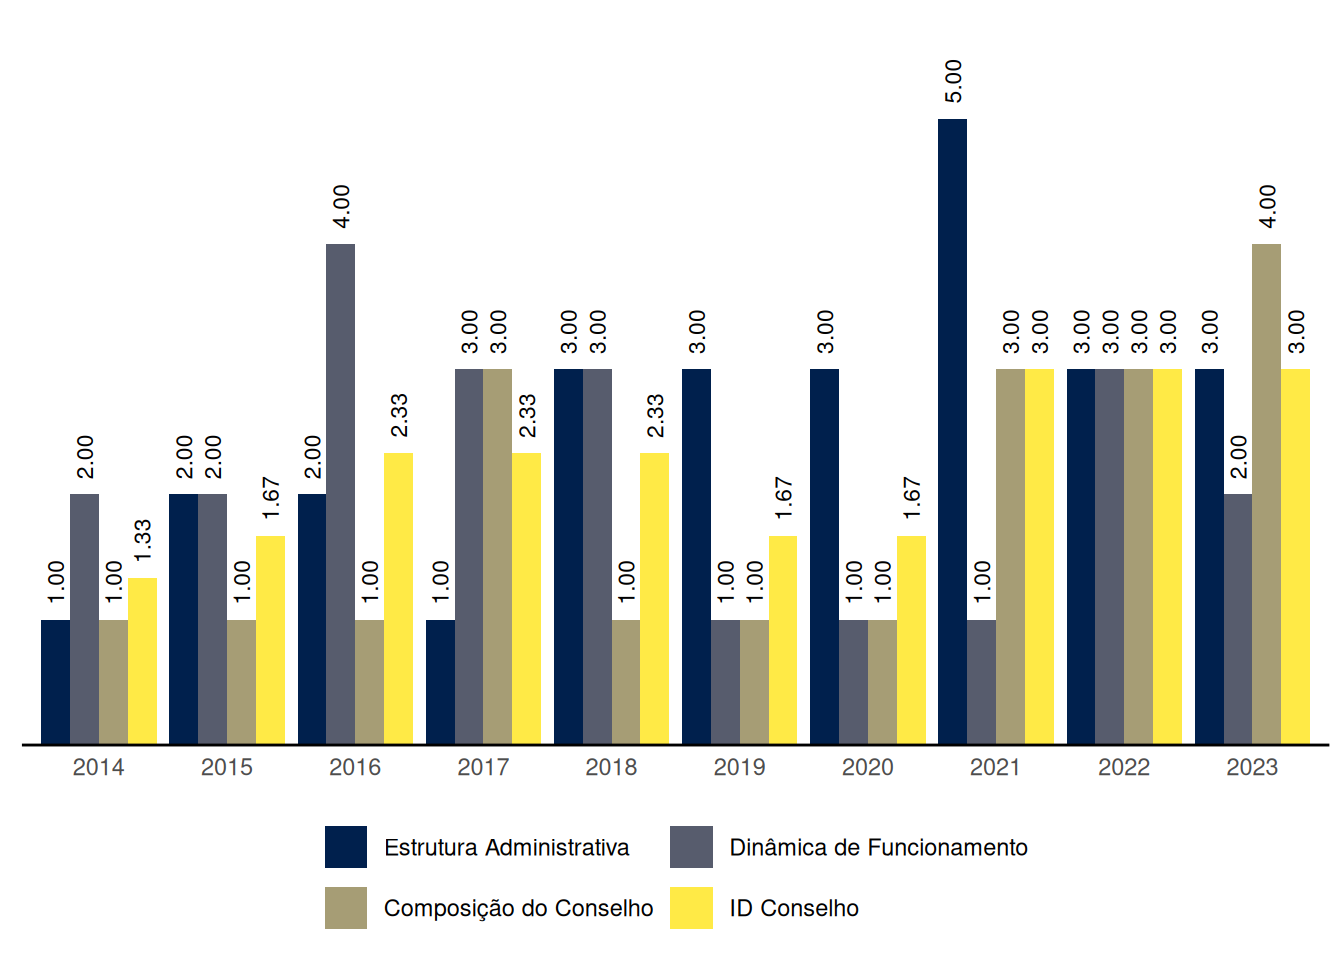 1.00 2.00 1.00 1.33 2.00 2.00 1.00 1.67 2.00 4.00 1.00 2.33 1.00 3.00 3.00 2.33 3.00 3.00 1.00 2.33 3.00 1.00 1.00 1.67 3.00 1.00 1.00 1.67 5.00 1.00 3.00 3.00 3.00 3.00 3.00 3.00 3.00 2.00 4.00 3.00
2014 2015 2016 2017 2018 2019 2020 2021 2022 2023
Estrutura Administrativa Dinâmica de Funcionamento
Composição do Conselho ID Conselho